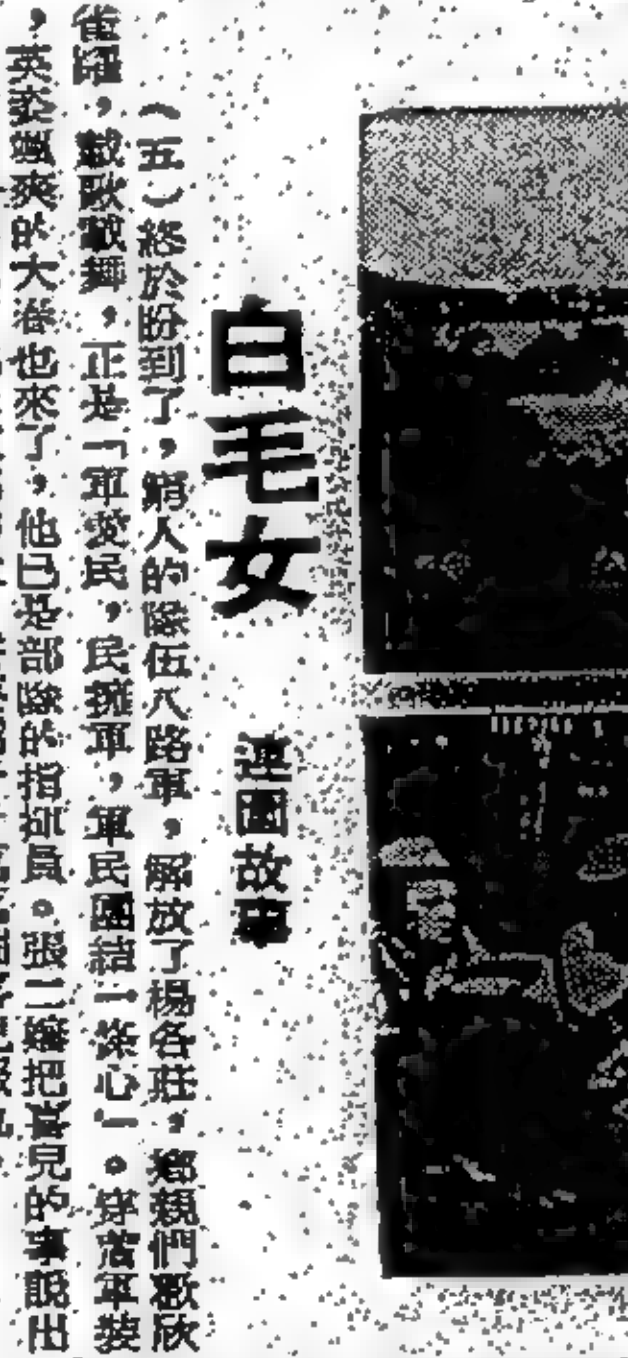 白毛女
連圖故事
（五）終於盼到了，窮人的隊伍八路軍，解放了楊各莊，鄉親們歡欣
雀躍，載歌載舞，正是「軍愛民，民擁軍，軍民團結一條心」。穿着軍裝
，英姿颯爽的大春也來了，他已是部隊的指揮員。張二嬸把喜兒的事說出